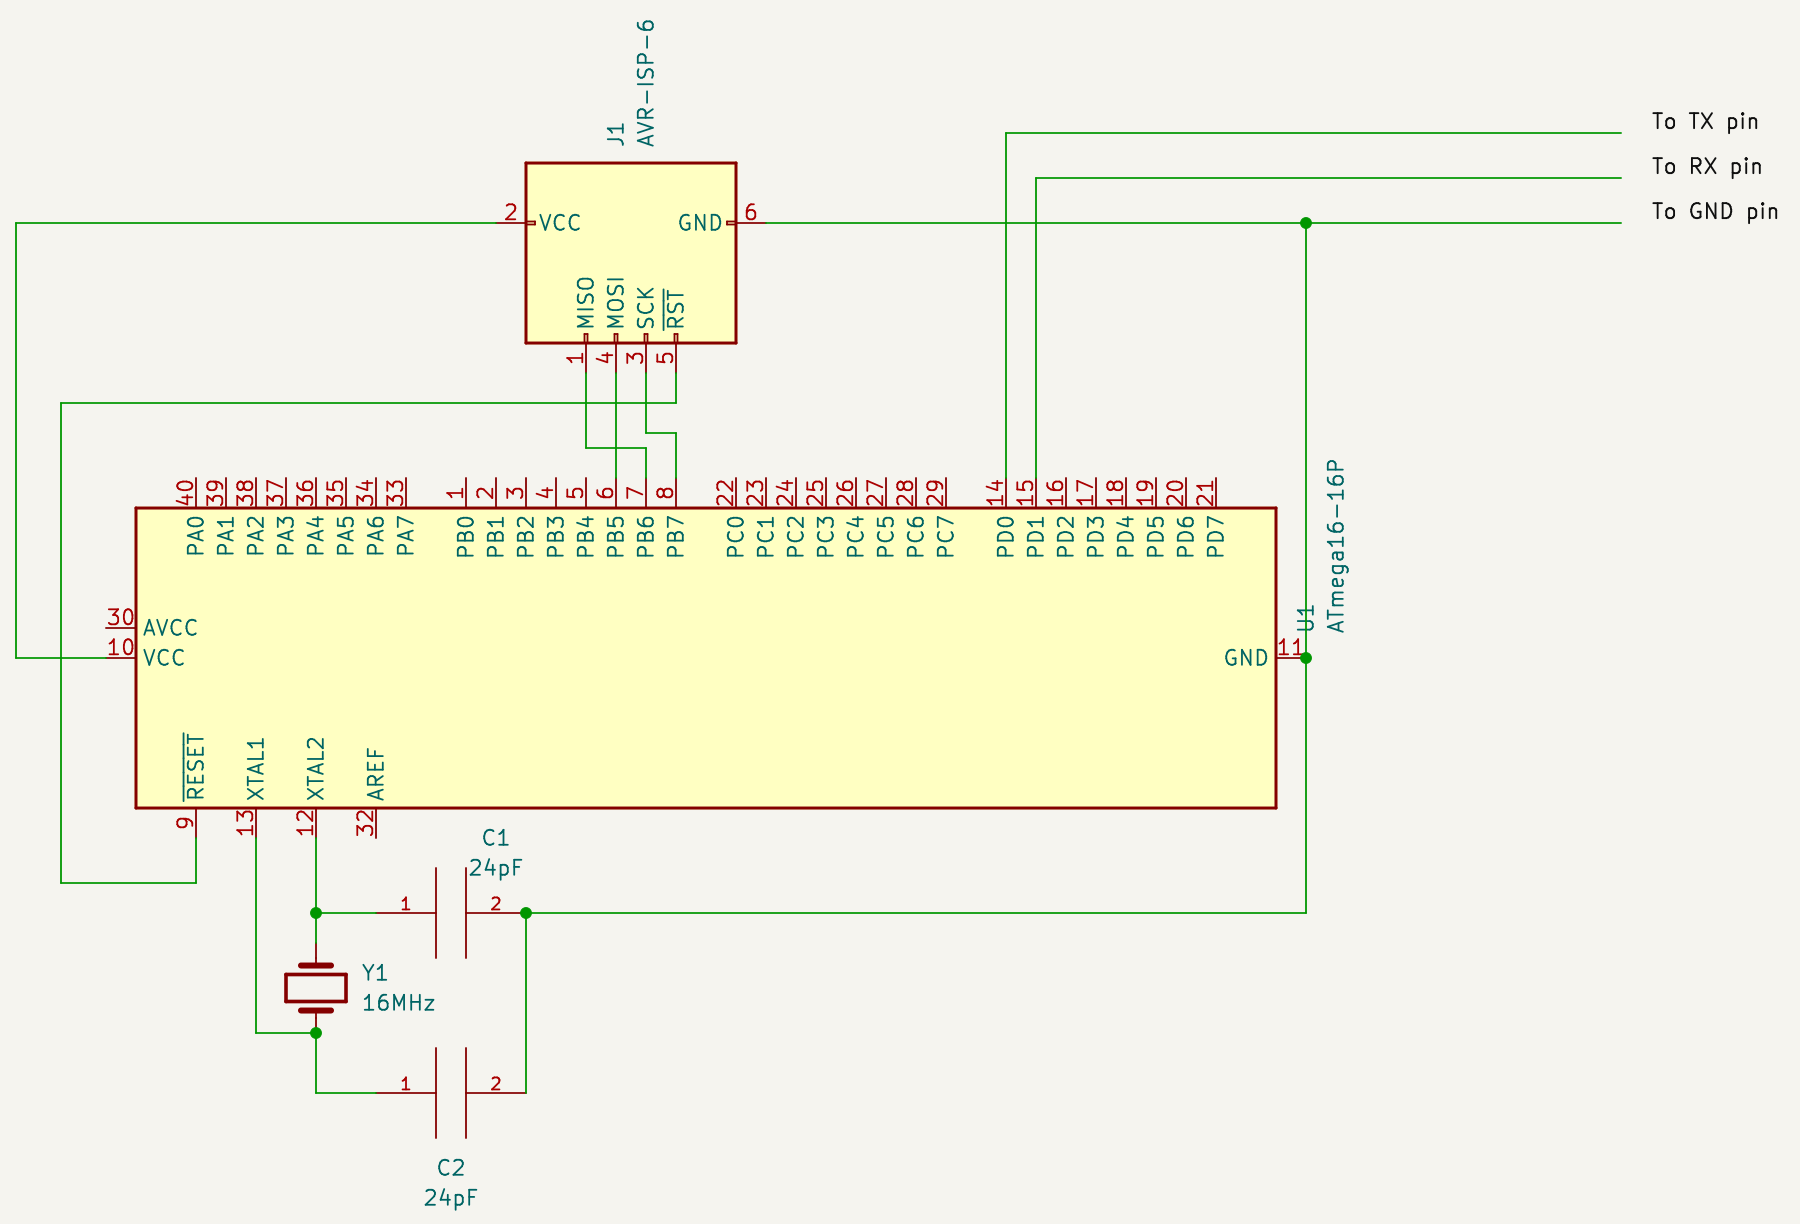 J1
AVR-ISP-6
To TX pin
To RX pin
To GND pin
2
VCC
GND
6
MISO
MOSI
SCK
RST
1
4
3
5
40
39
38
37
36
35
34
33
1
2
3
4
5
6
7
8
22
23
24
25
26
27
28
29
14
15
16
17
18
19
20
21
PA0
PA1
PA2
PA3
PA4
PA5
PA6
PA7
PB0
PB1
PB2
PB3
PB4
PB5
PB6
PB7
PC0
PC1
PC2
PC3
PC4
PC5
PC6
PC7
PD0
PD1
PD2
PD3
PD4
PD5
PD6
PD7
U1
ATmega16-16P
30
AVCC
10
VCC
GND
11
RESET
XTAL1
XTAL2
AREF
9
13
12
32
C1
24pF
1
2
Y1
16MHz
1
2
C2
24pF